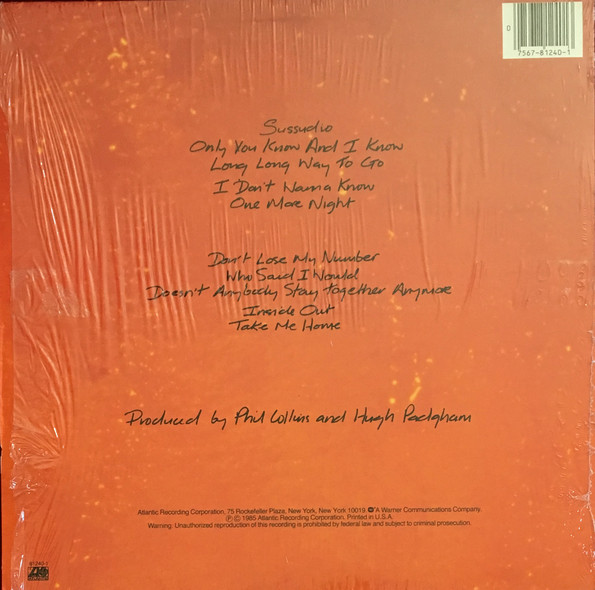 D
7567-81240-1
Sussudio
Only You Know And I Know
Long Long Way To Go
I Don't Wanna Know
One More Night
Don't Lose My Number
Who Said I Would
Doesn't Anybody Stay Together Anymore
Inside Out
Take Me Home
Produced by Phil Collins and Hugh Padgham
Atlantic Recording Corporation, 75 Rockefeller Plaza, New York, New York 10019. A Warner Communications Company.
℗ © 1985 Atlantic Recording Corporation. Printed in U.S.A.
Warning: Unauthorized reproduction of this recording is prohibited by federal law and subject to criminal prosecution.
81240-1